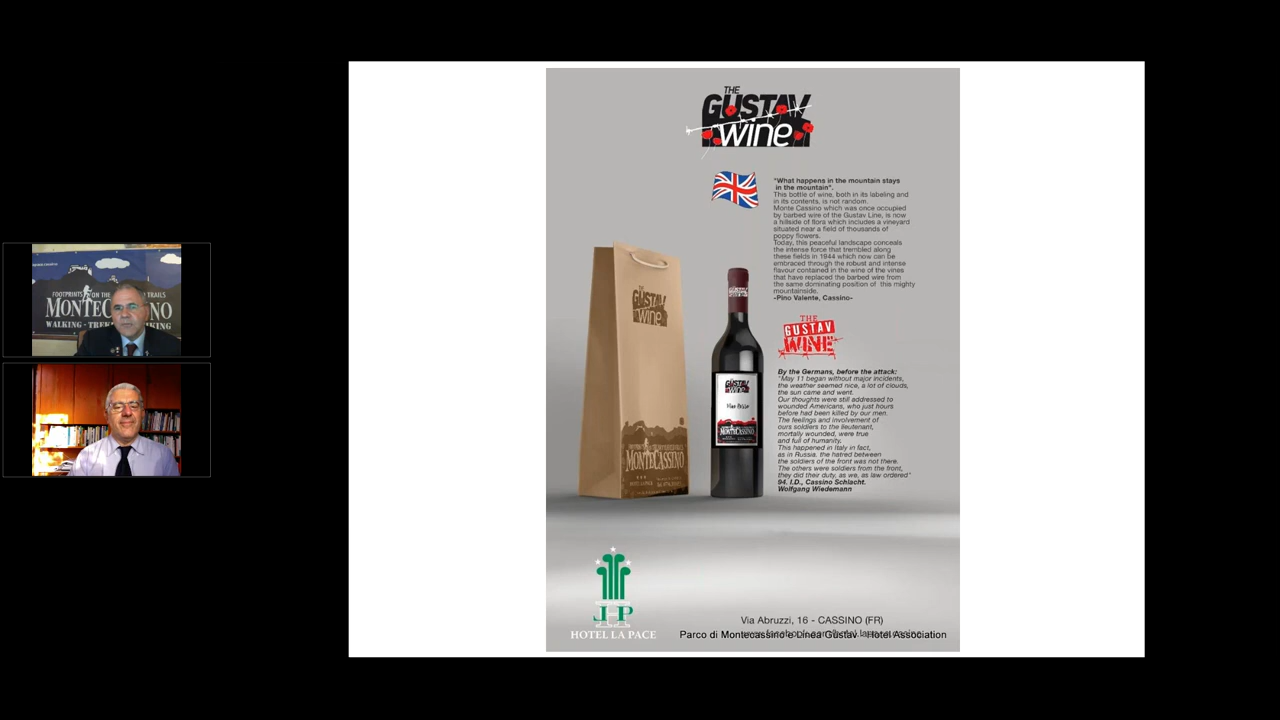 THE
GUSTAV
wine
"What happens in the mountain stays
in the mountain".
This bottle of wine, both in its labeling and
in its contents, is not random.
Monte Cassino which was once occupied
by barbed wire of the Gustav Line, is now
a hillside of flora which includes a vineyard
situated near a field of thousands of
poppy flowers.
Today, this peaceful landscape conceals
the intense force that trembled along
these fields in 1944 which now can be
embraced through the robust and intense
flavour contained in the wine of the vines
that have replaced the barbed wire from
the same dominating position of this mighty
mountainside.
-Pino Valente, Cassino-
THE
GUSTAV
WINE
By the Germans, before the attack:
"May 11 began without major incidents,
the weather seemed nice, a lot of clouds,
the sun came and went.
Our thoughts were still addressed to
wounded Americans, who just hours
before had been killed by our men.
The feelings and involvement of
ours soldiers to the lieutenant,
mortally wounded, were true
and full of humanity.
This happened in Italy in fact,
as in Russia, the hatred between
the soldiers of the front was not there.
The others were soldiers from the front,
they did their duty, as we, as law ordered"
94. I.D., Cassino Schlacht.
Wolfgang Wiedemann
THE
GUSTAV
wine
MONTECASSINO
HOTEL LA PACE
GUSTAV
WINE
MONTECASSINO
HP
HOTEL LA PACE
Via Abruzzi, 16 - CASSINO (FR)
Parco di Montecassino e Linea Gustav - Hotel Association
FOOTPRINTS ON THE TRAILS
WALKING - TREK